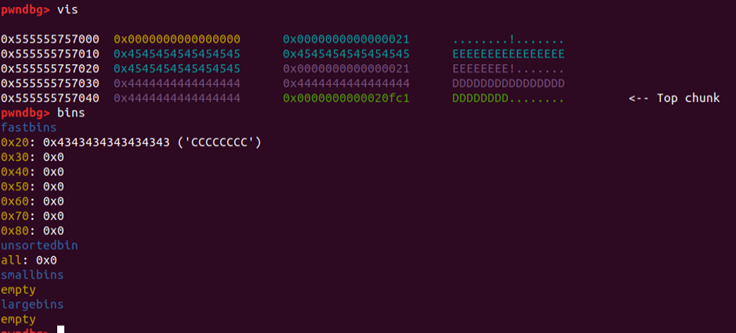 pwndbg> vis
0x555555757000 0x0000000000000000 0x0000000000000021 ........!.......
0x555555757010 0x4545454545454545 0x4545454545454545 EEEEEEEEEEEEEEEE
0x555555757020 0x4545454545454545 0x0000000000000021 EEEEEEEE!.......
0x555555757030 0x4444444444444444 0x4444444444444444 DDDDDDDDDDDDDDDD
0x555555757040 0x4444444444444444 0x0000000000020fc1 DDDDDDDD........ <-- Top chunk
pwndbg> bins
fastbins
0x20: 0x4343434343434343 ('CCCCCCCC')
0x30: 0x0
0x40: 0x0
0x50: 0x0
0x60: 0x0
0x70: 0x0
0x80: 0x0
unsortedbin
all: 0x0
smallbins
empty
largebins
empty
pwndbg>